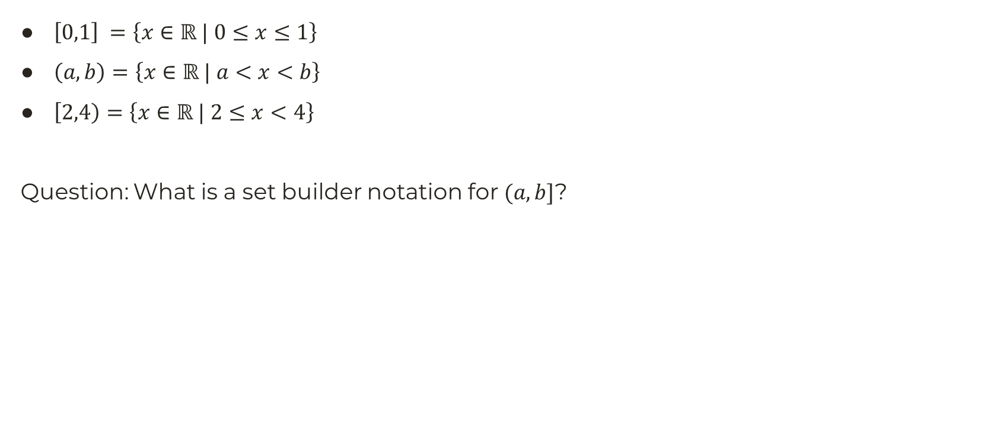 ● [0,1] = {x ∈ ℝ | 0 ≤ x ≤ 1}
● (a, b) = {x ∈ ℝ | a < x < b}
● [2,4) = {x ∈ ℝ | 2 ≤ x < 4}
Question: What is a set builder notation for (a, b]?